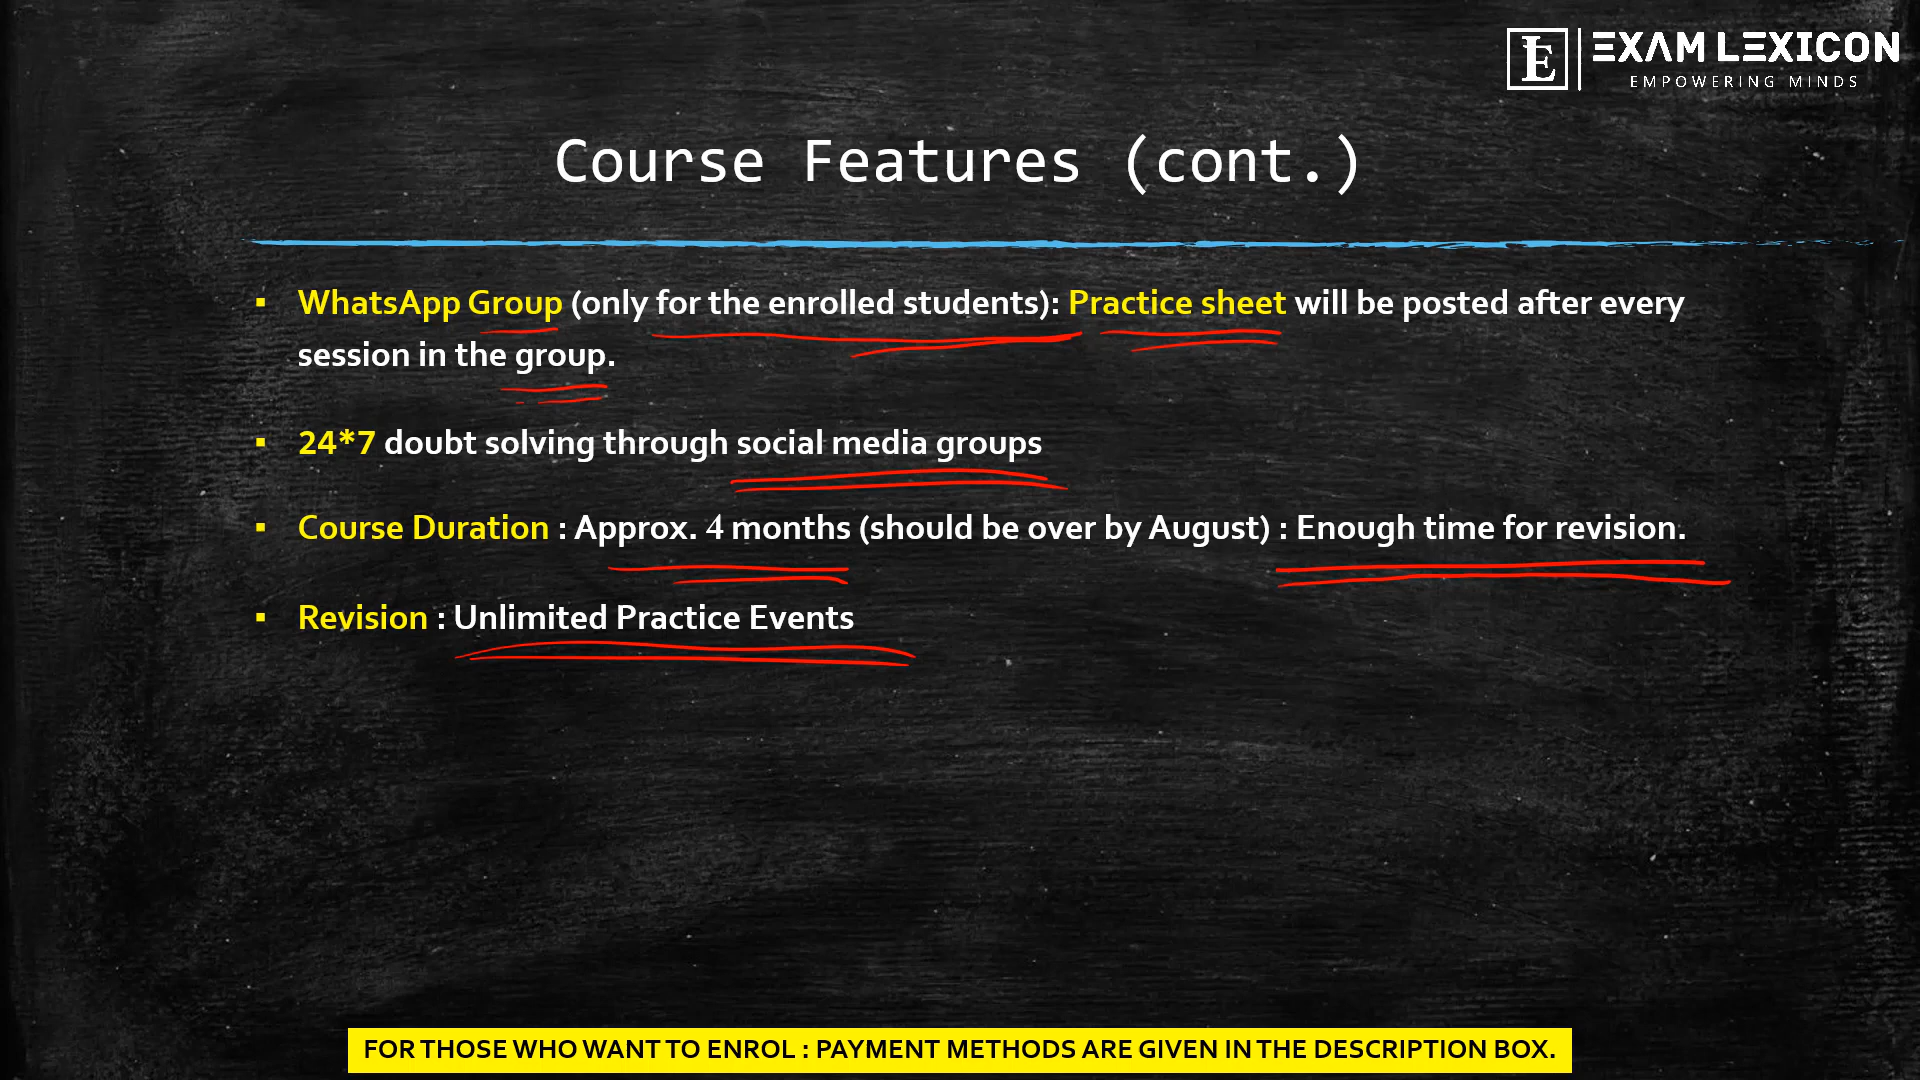 EXAM LEXICON
EMPOWERING MINDS
Course Features (cont.)
▪ WhatsApp Group (only for the enrolled students): Practice sheet will be posted after every
session in the group.
▪ 24*7 doubt solving through social media groups
▪ Course Duration : Approx. 4 months (should be over by August) : Enough time for revision.
▪ Revision : Unlimited Practice Events
FOR THOSE WHO WANT TO ENROL : PAYMENT METHODS ARE GIVEN IN THE DESCRIPTION BOX.